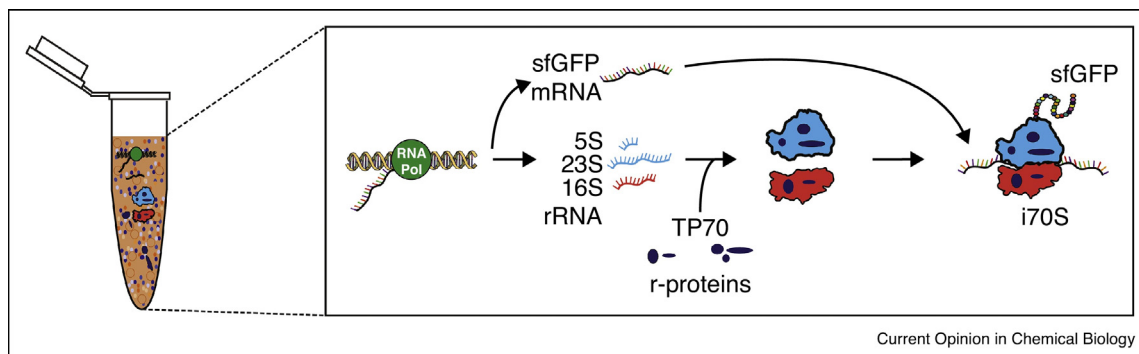 sfGFP
mRNA
RNA
Pol
5S
23S
16S
rRNA
TP70
r-proteins
sfGFP
i70S
Current Opinion in Chemical Biology